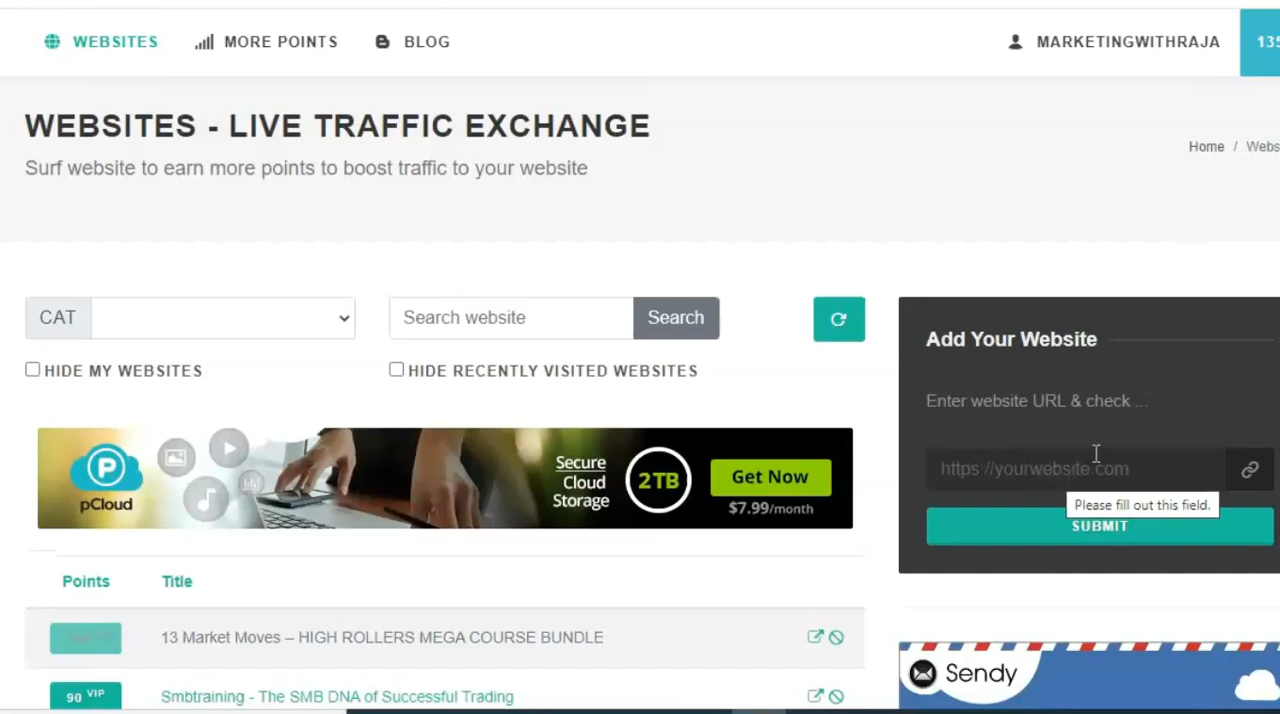 WEBSITES MORE POINTS BLOG MARKETINGWITHRAJA 135
WEBSITES - LIVE TRAFFIC EXCHANGE
Surf website to earn more points to boost traffic to your website
Home / Webs
CAT Search website Search
HIDE MY WEBSITES HIDE RECENTLY VISITED WEBSITES
Add Your Website
Enter website URL & check ...
https //yourwebsite.com
Please fill out this field.
SUBMIT
pCloud
Secure
Cloud
Storage
2TB
Get Now
$7.99/month
Points Title
13 Market Moves – HIGH ROLLERS MEGA COURSE BUNDLE
90 VIP Smbtraining - The SMB DNA of Successful Trading
Sendy